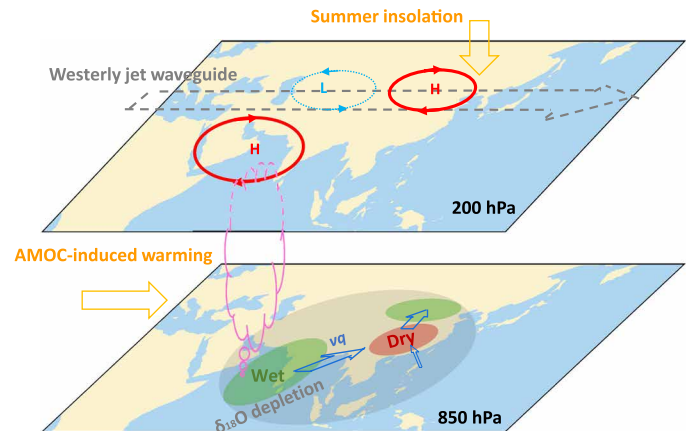 Summer insolation
Westerly jet waveguide
L
H
H
200 hPa
AMOC-induced warming
vq
Dry
Wet
δ₁₈O depletion
850 hPa